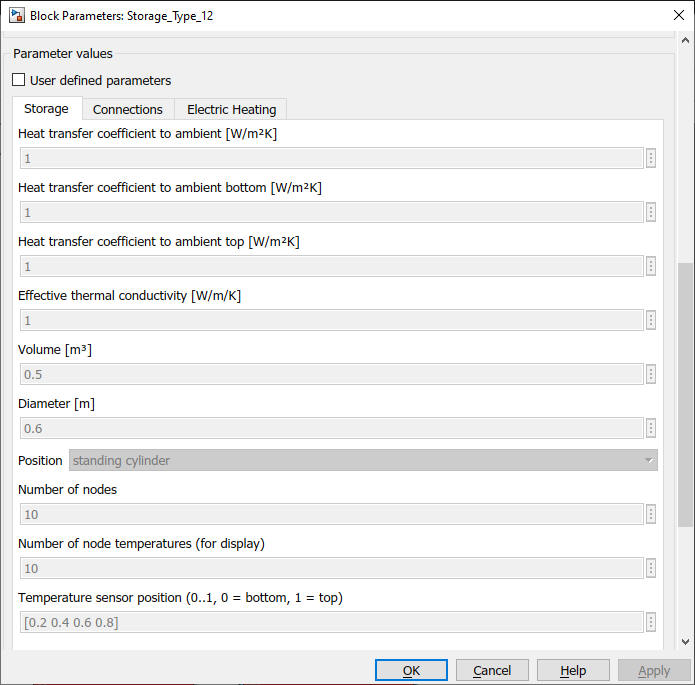 Block Parameters: Storage_Type_12
Parameter values
User defined parameters
Storage Connections Electric Heating
Heat transfer coefficient to ambient [W/m²K]
1
Heat transfer coefficient to ambient bottom [W/m²K]
1
Heat transfer coefficient to ambient top [W/m²K]
1
Effective thermal conductivity [W/m/K]
1
Volume [m³]
0.5
Diameter [m]
0.6
Position standing cylinder
Number of nodes
10
Number of node temperatures (for display)
10
Temperature sensor position (0..1, 0 = bottom, 1 = top)
[0.2 0.4 0.6 0.8]
OK Cancel Help Apply